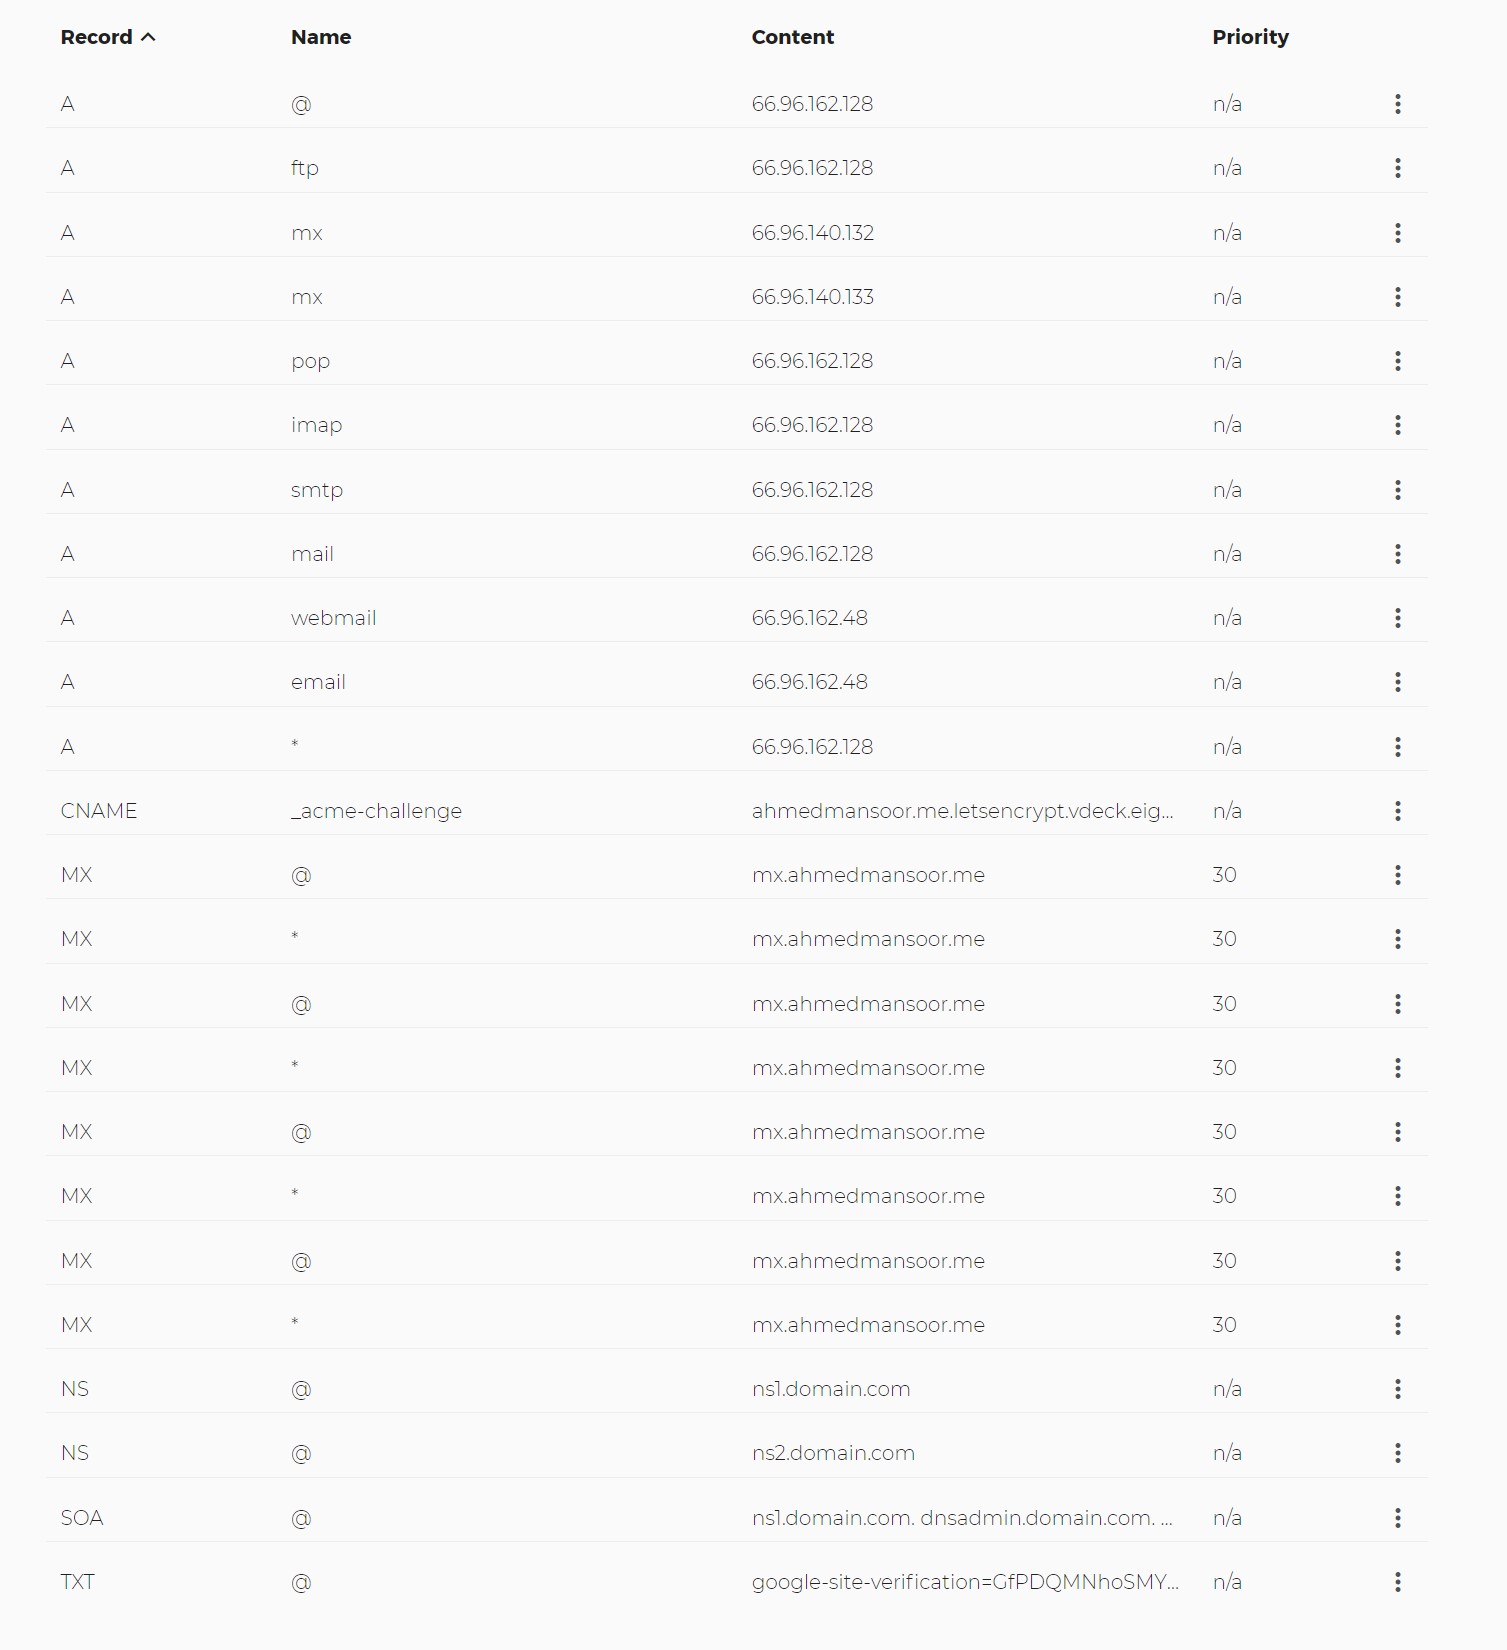 Record Name Content Priority
A @ 66.96.162.128 n/a
A ftp 66.96.162.128 n/a
A mx 66.96.140.132 n/a
A mx 66.96.140.133 n/a
A pop 66.96.162.128 n/a
A imap 66.96.162.128 n/a
A smtp 66.96.162.128 n/a
A mail 66.96.162.128 n/a
A webmail 66.96.162.48 n/a
A email 66.96.162.48 n/a
A * 66.96.162.128 n/a
CNAME _acme-challenge ahmedmansoor.me.letsencrypt.vdeck.eig... n/a
MX @ mx.ahmedmansoor.me 30
MX * mx.ahmedmansoor.me 30
MX @ mx.ahmedmansoor.me 30
MX * mx.ahmedmansoor.me 30
MX @ mx.ahmedmansoor.me 30
MX * mx.ahmedmansoor.me 30
MX @ mx.ahmedmansoor.me 30
MX * mx.ahmedmansoor.me 30
NS @ ns1.domain.com n/a
NS @ ns2.domain.com n/a
SOA @ ns1.domain.com. dnsadmin.domain.com. ... n/a
TXT @ google-site-verification=GfPDQMNhoSMY... n/a